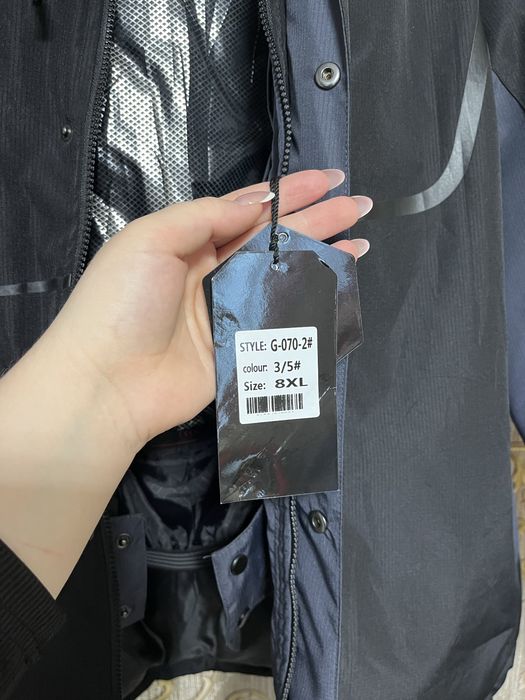 STYLE: G-070-2#
colour: 3/5#
Size: 8XL